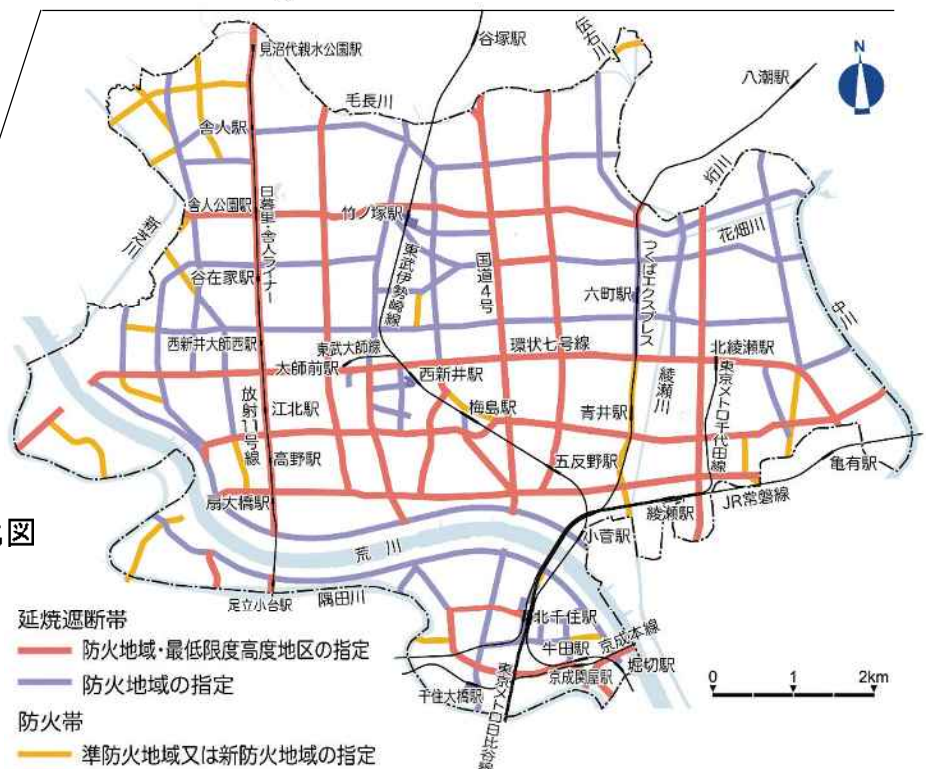 谷塚駅
伝右川
見沼代親水公園駅
八潮駅
N
毛長川
舎人駅
垳川
舎人公園駅
日暮里・舎人ライナー
竹ノ塚駅
花畑川
新芝川
東武伊勢崎線
国道4号
つくばエクスプレス
谷在家駅
六町駅
中川
西新井大師西駅
東武大師線
環状七号線
北綾瀬駅
大師前駅
西新井駅
綾瀬川
東京メトロ千代田線
放射11号線
江北駅
梅島駅
青井駅
高野駅
五反野駅
亀有駅
扇大橋駅
JR常磐線
綾瀬駅
小菅駅
図
荒川
足立小台駅
隅田川
北千住駅
牛田駅
京成本線
堀切駅
京成関屋駅
千住大橋駅
東京メトロ日比谷線
延焼遮断帯
防火地域・最低限度高度地区の指定
防火地域の指定
防火帯
準防火地域又は新防火地域の指定
0 1 2km